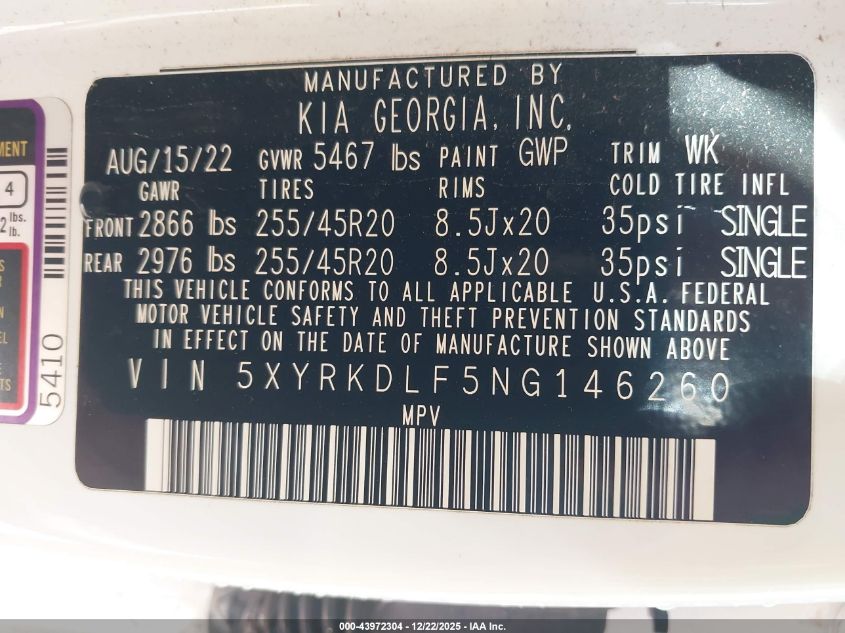 MANUFACTURED BY
KIA GEORGIA, INC.
AUG/15/22 GVWR 5467 lbs PAINT GWP TRIM WK
GAWR TIRES RIMS COLD TIRE INFL
FRONT 2866 lbs 255/45R20 8.5Jx20 35psi SINGLE
REAR 2976 lbs 255/45R20 8.5Jx20 35psi SINGLE
THIS VEHICLE CONFORMS TO ALL APPLICABLE U.S.A. FEDERAL
MOTOR VEHICLE SAFETY AND THEFT PREVENTION STANDARDS
IN EFFECT ON THE DATE OF MANUFACTURE SHOWN ABOVE
VIN 5XYRKDLF5NG146260
MPV
4
lbs.
lb.
5410
000-43972304 - 12/22/2025 - IAA Inc.